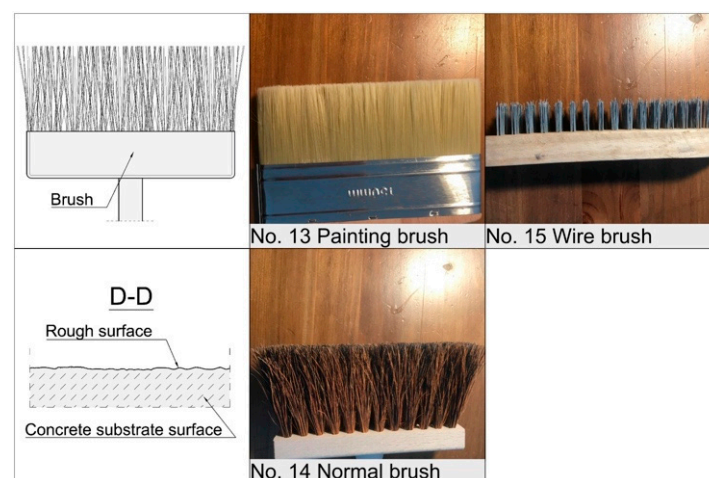 Brush
No. 13 Painting brush
No. 15 Wire brush
D-D
Rough surface
Concrete substrate surface
No. 14 Normal brush